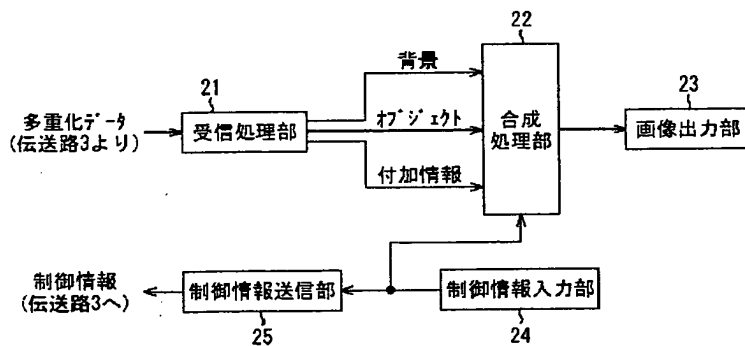 22
背景
21
23
多重化データ
(伝送路3より)
受信処理部
オブジェクト
合成
処理部
画像出力部
付加情報
制御情報
(伝送路3へ)
制御情報送信部
制御情報入力部
25
24